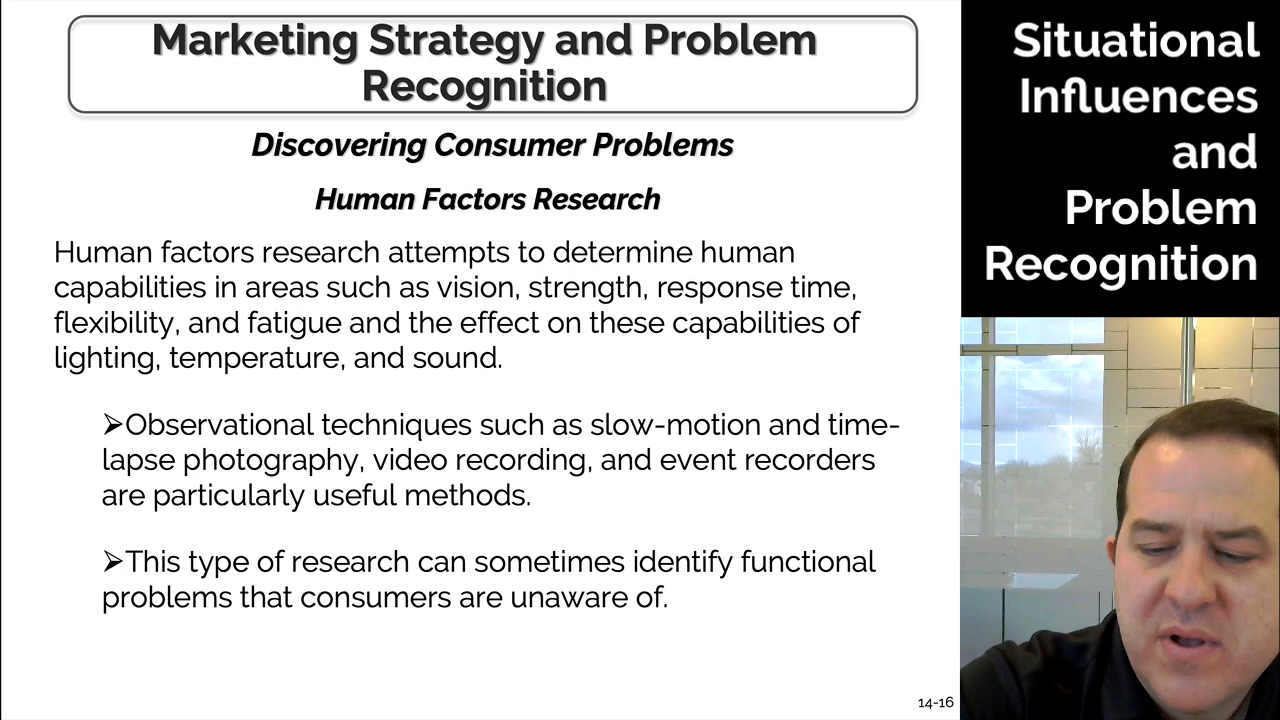 Marketing Strategy and Problem
Recognition
Discovering Consumer Problems
Human Factors Research
Human factors research attempts to determine human
capabilities in areas such as vision, strength, response time,
flexibility, and fatigue and the effect on these capabilities of
lighting, temperature, and sound.
➢Observational techniques such as slow-motion and time-
lapse photography, video recording, and event recorders
are particularly useful methods.
➢This type of research can sometimes identify functional
problems that consumers are unaware of.
14-16
Situational
Influences
and
Problem
Recognition